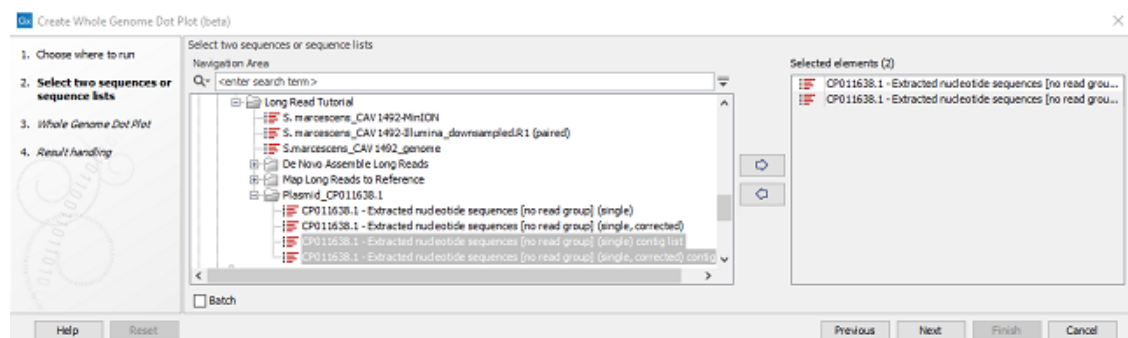 Create Whole Genome Dot Plot (beta)
1. Choose where to run
2. Select two sequences or
sequence lists
3. Whole Genome Dot Plot
4. Result handling
Select two sequences or sequence lists
Navigation Area
<enter search term>
Long Read Tutorial
S. marcescens_CAV1492-MinION
S. marcescens_CAV1492-Illumina_downsampled.R1 (paired)
S.marcescens_CAV1492_genome
De Novo Assemble Long Reads
Map Long Reads to Reference
Plasmid_CP011638.1
CP011638.1 - Extracted nucleotide sequences [no read group] (single)
CP011638.1 - Extracted nucleotide sequences [no read group] (single, corrected)
CP011638.1 - Extracted nucleotide sequences [no read group] (single) contig list
CP011638.1 - Extracted nucleotide sequences [no read group] (single, corrected) contig
Batch
Selected elements (2)
CP011638.1 - Extracted nucleotide sequences [no read grou...
CP011638.1 - Extracted nucleotide sequences [no read grou...
Help Reset Previous Next Finish Cancel